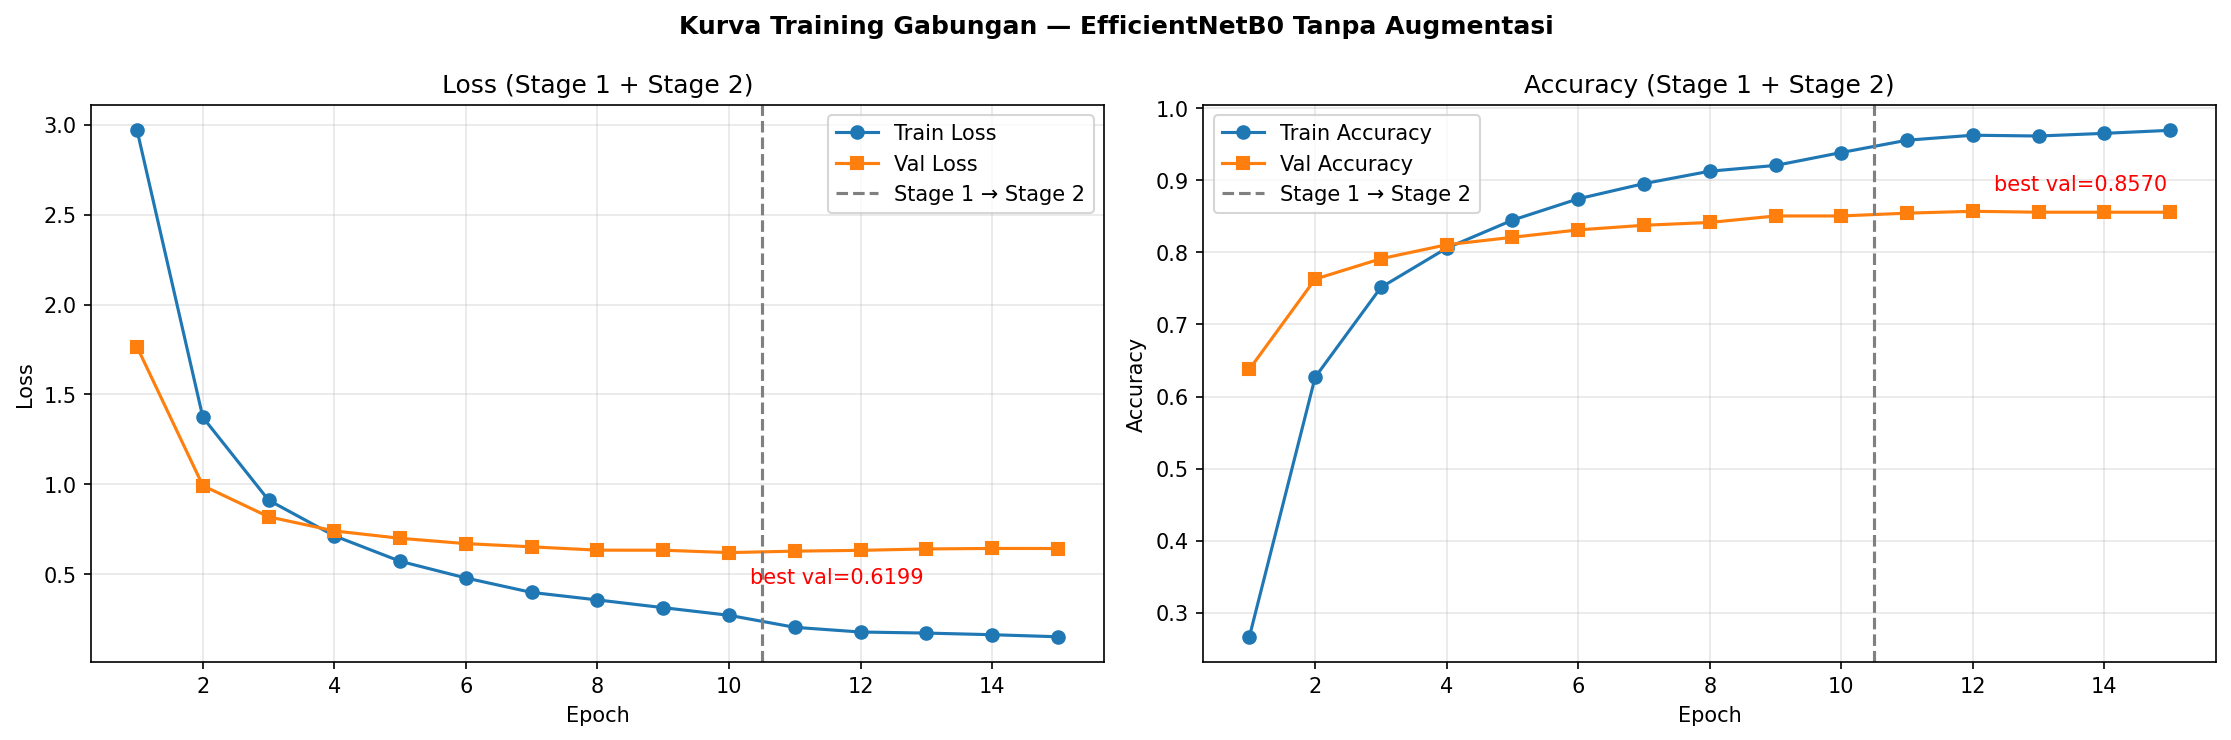 Kurva Training Gabungan — EfficientNetB0 Tanpa Augmentasi
Loss (Stage 1 + Stage 2)
3.0
2.5
2.0
1.5
1.0
0.5
Loss
Train Loss
Val Loss
Stage 1 → Stage 2
best val=0.6199
2 4 6 8 10 12 14
Epoch
Accuracy (Stage 1 + Stage 2)
1.0
0.9
0.8
0.7
0.6
0.5
0.4
0.3
Accuracy
Train Accuracy
Val Accuracy
Stage 1 → Stage 2
best val=0.8570
2 4 6 8 10 12 14
Epoch